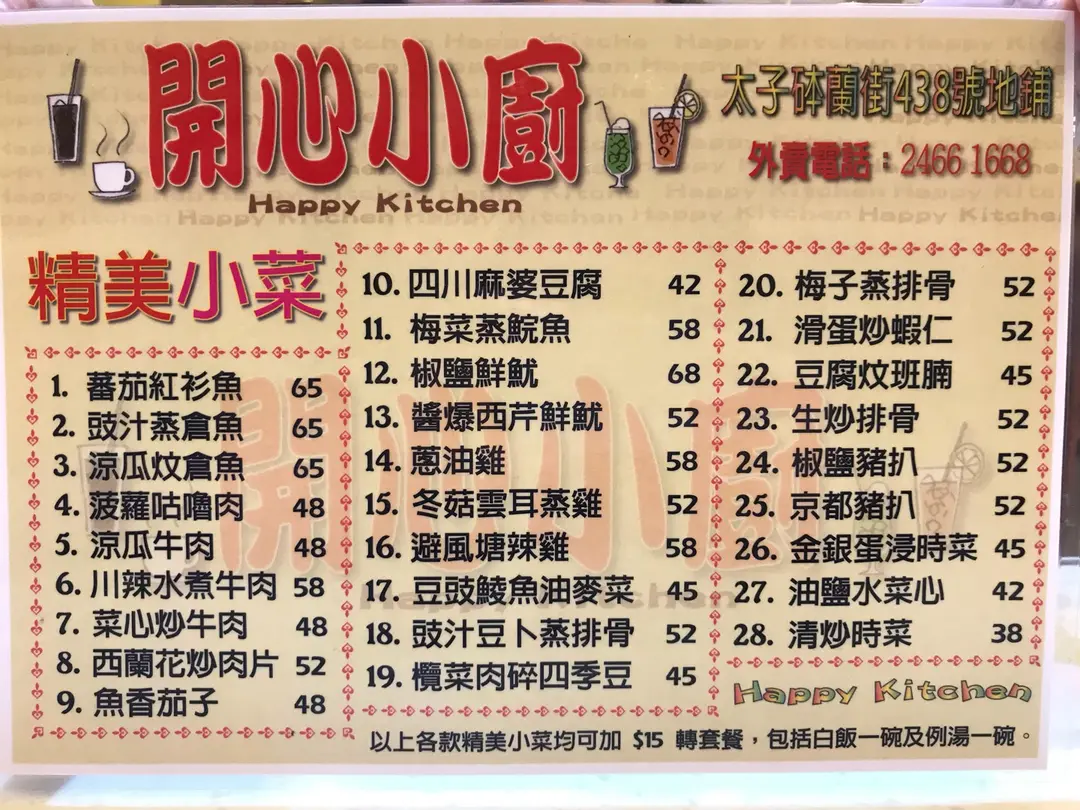 開心小廚
Happy Kitchen
太子砵蘭街438號地鋪
外賣電話：2466 1668
精美小菜
1. 蕃茄紅衫魚 65
2. 豉汁蒸倉魚 65
3. 涼瓜炆倉魚 65
4. 菠蘿咕嚕肉 48
5. 涼瓜牛肉 48
6. 川辣水煮牛肉 58
7. 菜心炒牛肉 48
8. 西蘭花炒肉片 52
9. 魚香茄子 48
10. 四川麻婆豆腐 42
11. 梅菜蒸鯇魚 58
12. 椒鹽鮮魷 68
13. 醬爆西芹鮮魷 52
14. 蔥油雞 58
15. 冬菇雲耳蒸雞 52
16. 避風塘辣雞 58
17. 豆豉鯪魚油麥菜 45
18. 豉汁豆卜蒸排骨 52
19. 欖菜肉碎四季豆 45
20. 梅子蒸排骨 52
21. 滑蛋炒蝦仁 52
22. 豆腐炆班腩 45
23. 生炒排骨 52
24. 椒鹽豬扒 52
25. 京都豬扒 52
26. 金銀蛋浸時菜 45
27. 油鹽水菜心 42
28. 清炒時菜 38
Happy Kitchen
以上各款精美小菜均可加 $15 轉套餐，包括白飯一碗及例湯一碗。